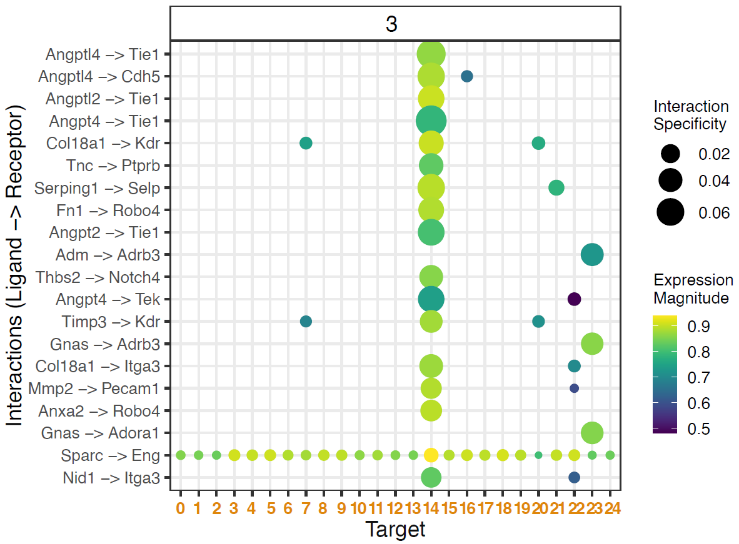 3
Interactions (Ligand −> Receptor)
Angptl4 −> Tie1
Angptl4 −> Cdh5
Angptl2 −> Tie1
Angpt4 −> Tie1
Col18a1 −> Kdr
Tnc −> Ptprb
Serping1 −> Selp
Fn1 −> Robo4
Angpt2 −> Tie1
Adm −> Adrb3
Thbs2 −> Notch4
Angpt4 −> Tek
Timp3 −> Kdr
Gnas −> Adrb3
Col18a1 −> Itga3
Mmp2 −> Pecam1
Anxa2 −> Robo4
Gnas −> Adora1
Sparc −> Eng
Nid1 −> Itga3
0 1 2 3 4 5 6 7 8 9 10 11 12 13 14 15 16 17 18 19 20 21 22 23 24
Target
Interaction
Specificity
0.02
0.04
0.06
Expression
Magnitude
0.9
0.8
0.7
0.6
0.5